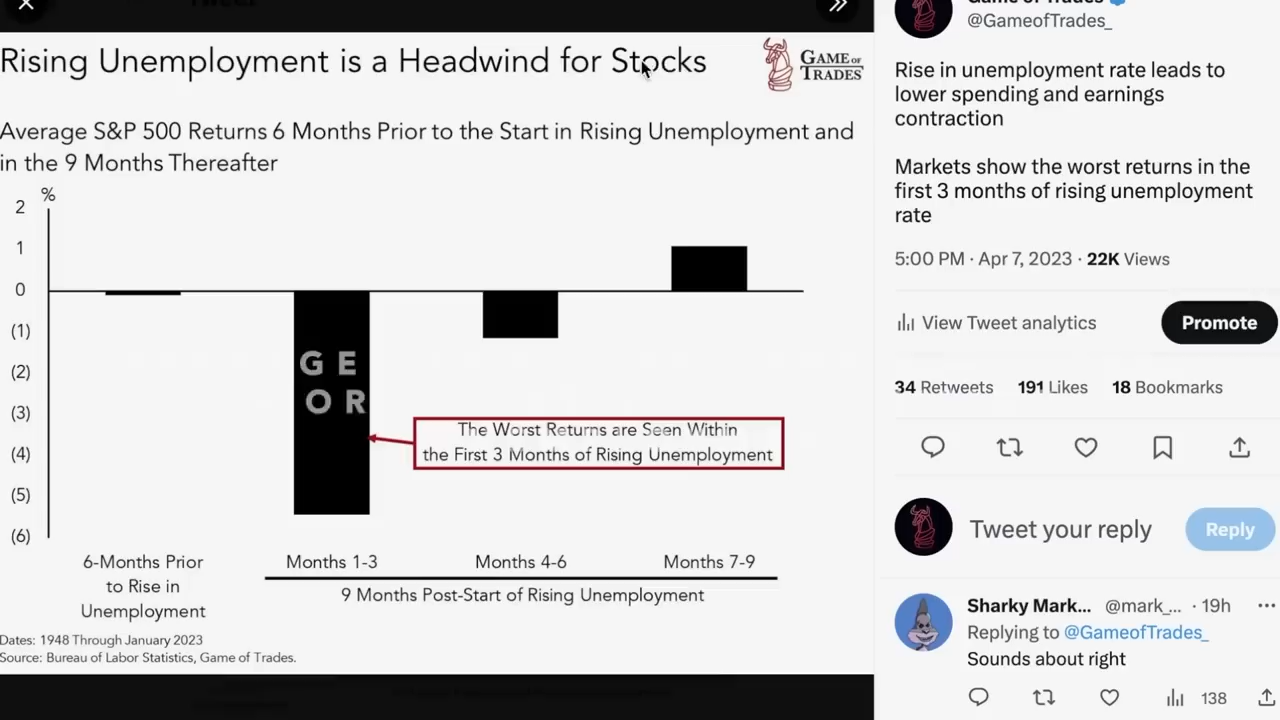 Rising Unemployment is a Headwind for Stocks
GAME OF
TRADES
Average S&P 500 Returns 6 Months Prior to the Start in Rising Unemployment and
in the 9 Months Thereafter
%
2
1
0
(1)
(2)
(3)
(4)
(5)
(6)
G E
O R
The Worst Returns are Seen Within
the First 3 Months of Rising Unemployment
6-Months Prior
to Rise in
Unemployment
Months 1-3
Months 4-6
Months 7-9
9 Months Post-Start of Rising Unemployment
Dates: 1948 Through January 2023
Source: Bureau of Labor Statistics, Game of Trades.
Game of Trades
@GameofTrades_
Rise in unemployment rate leads to
lower spending and earnings
contraction
Markets show the worst returns in the
first 3 months of rising unemployment
rate
5:00 PM · Apr 7, 2023 · 22K Views
View Tweet analytics
Promote
34 Retweets 191 Likes 18 Bookmarks
Tweet your reply
Reply
Sharky Mark... @mark_... · 19h
Replying to @GameofTrades_
Sounds about right
138